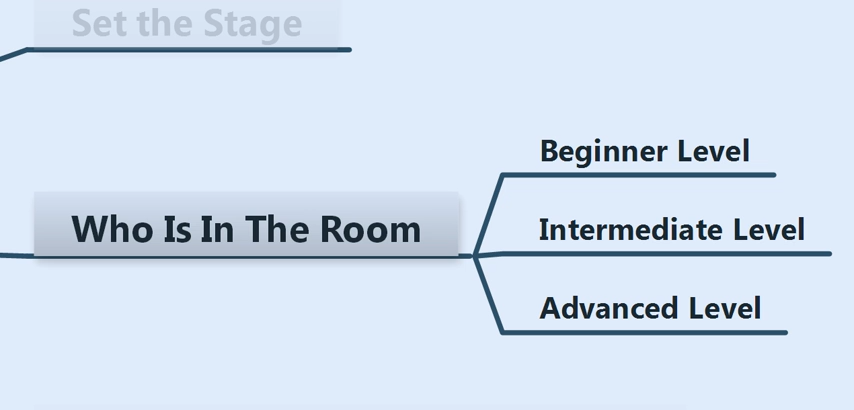 Set the Stage
Who Is In The Room
Beginner Level
Intermediate Level
Advanced Level